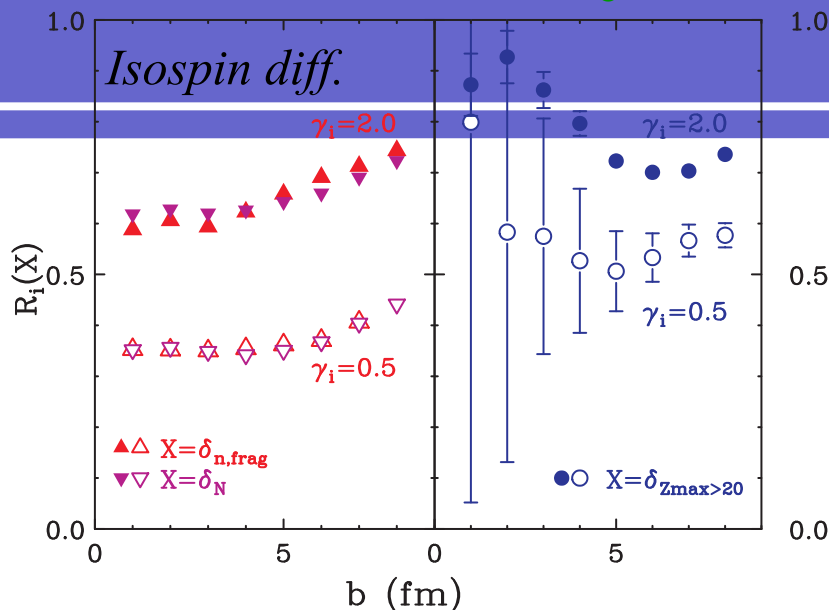 Isospin diff.
1.0
1.0
γi=2.0
γi=2.0
Ri(X)
0.5
0.5
γi=0.5
γi=0.5
X=δn,frag
X=δN
X=δZmax>20
0.0
0.0
0
5
0
5
b (fm)